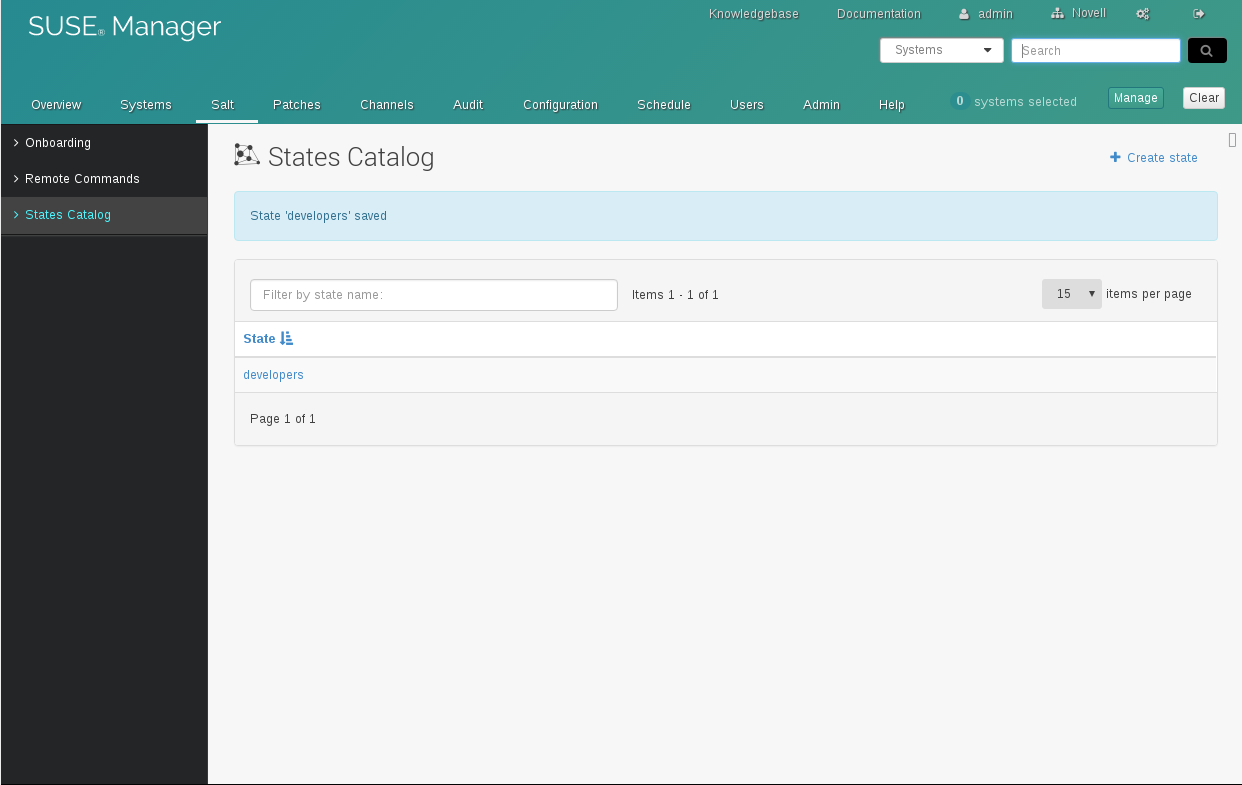 SUSE® Manager
Knowledgebase Documentation admin Novell
Systems Search
Overview Systems Salt Patches Channels Audit Configuration Schedule Users Admin Help 0 systems selected Manage Clear
Onboarding
Remote Commands
States Catalog
States Catalog
Create state
State 'developers' saved
Filter by state name: Items 1 - 1 of 1 15 items per page
State
developers
Page 1 of 1